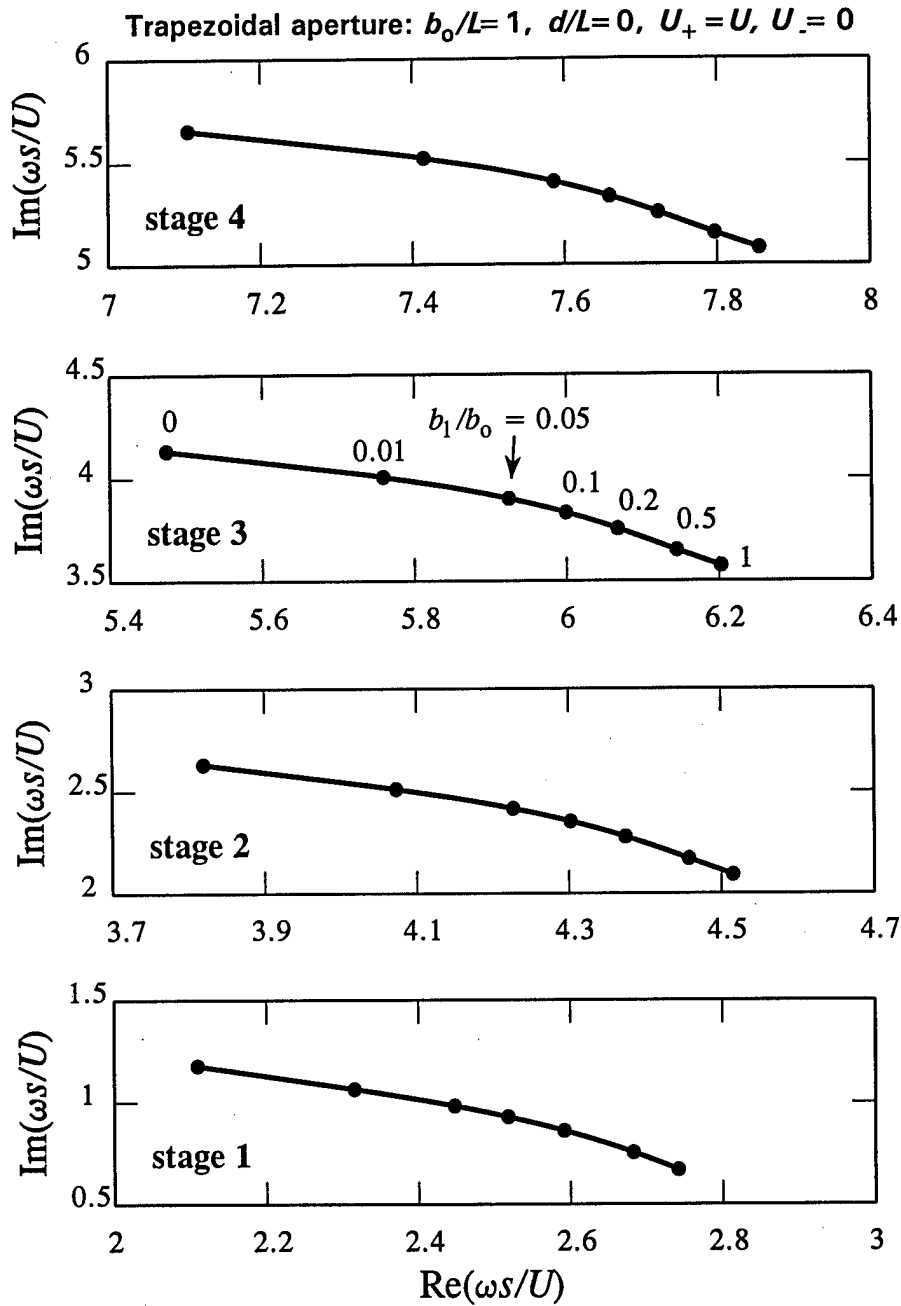 Trapezoidal aperture: b₀/L= 1, d/L= 0, U₊ = U, U₋= 0
6
5.5
5
Im(ωs/U)
stage 4
7 7.2 7.4 7.6 7.8 8
4.5
4
3.5
Im(ωs/U)
0
0.01
b₁/b₀ = 0.05
0.1
0.2
0.5
1
stage 3
5.4 5.6 5.8 6 6.2 6.4
3
2.5
2
Im(ωs/U)
stage 2
3.7 3.9 4.1 4.3 4.5 4.7
1.5
1
0.5
Im(ωs/U)
stage 1
2 2.2 2.4 2.6 2.8 3
Re(ωs/U)